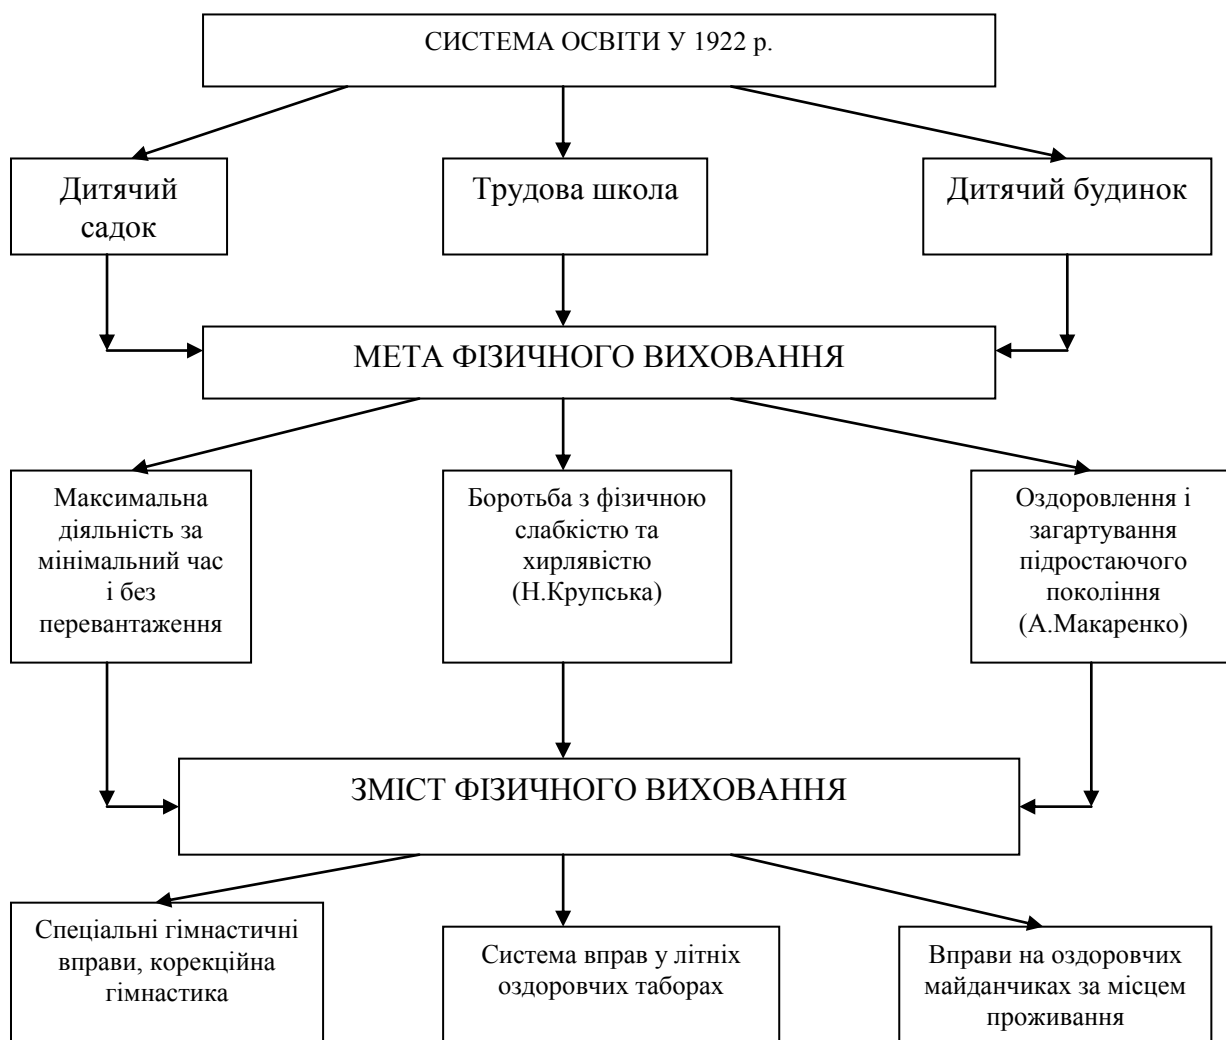 СИСТЕМА ОСВІТИ У 1922 р.
Дитячий
садок
Трудова школа
Дитячий будинок
МЕТА ФІЗИЧНОГО ВИХОВАННЯ
Максимальна
діяльність за
мінімальний час
і без
перевантаження
Боротьба з фізичною
слабкістю та
хирлявістю
(Н.Крупська)
Оздоровлення і
загартування
підростаючого
покоління
(А.Макаренко)
ЗМІСТ ФІЗИЧНОГО ВИХОВАННЯ
Спеціальні гімнастичні
вправи, корекційна
гімнастика
Система вправ у літніх
оздоровчих таборах
Вправи на оздоровчих
майданчиках за місцем
проживання